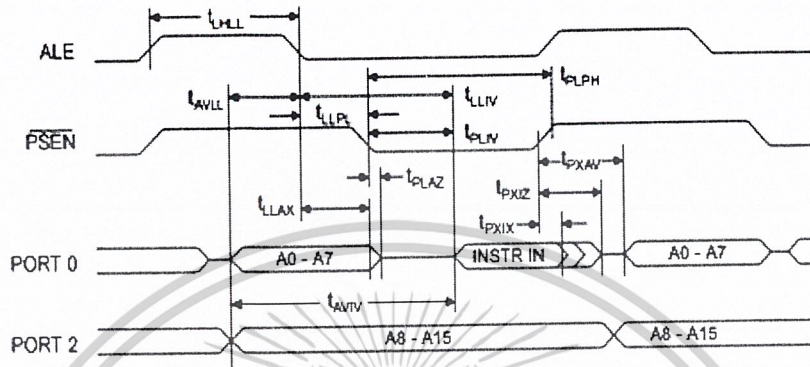 tLHLL
ALE
tPLPH
tAVLL
tLLIV
tLLPL
PSEN
tPLIV
tPXAV
tPLAZ
tPXIZ
tLLAX
tPXIX
PORT 0
A0 - A7
INSTR IN
A0 - A7
tAVIV
PORT 2
A8 - A15
A8 - A15